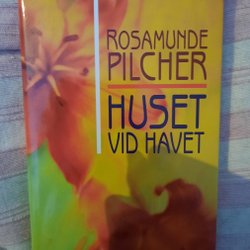 ROSAMUNDE
PILCHER
HUSET
VID HAVET